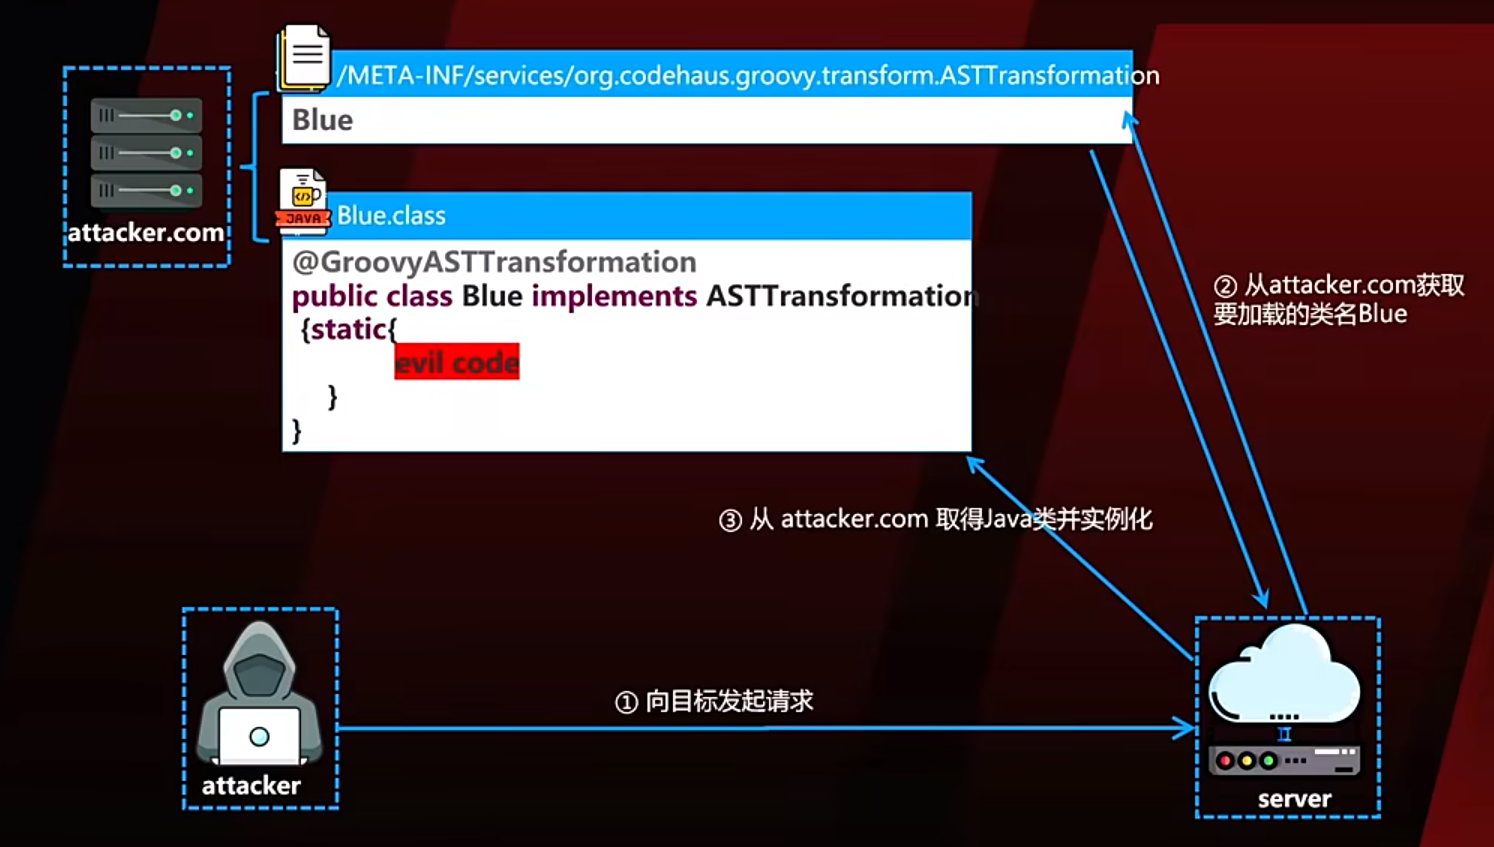 /META-INF/services/org.codehaus.groovy.transform.ASTTransformation
Blue
attacker.com
JAVA
Blue.class
@GroovyASTTransformation
public class Blue implements ASTTransformation
{static{
evil code
}
}
② 从attacker.com获取
要加载的类名Blue
③ 从 attacker.com 取得Java类并实例化
① 向目标发起请求
attacker
server